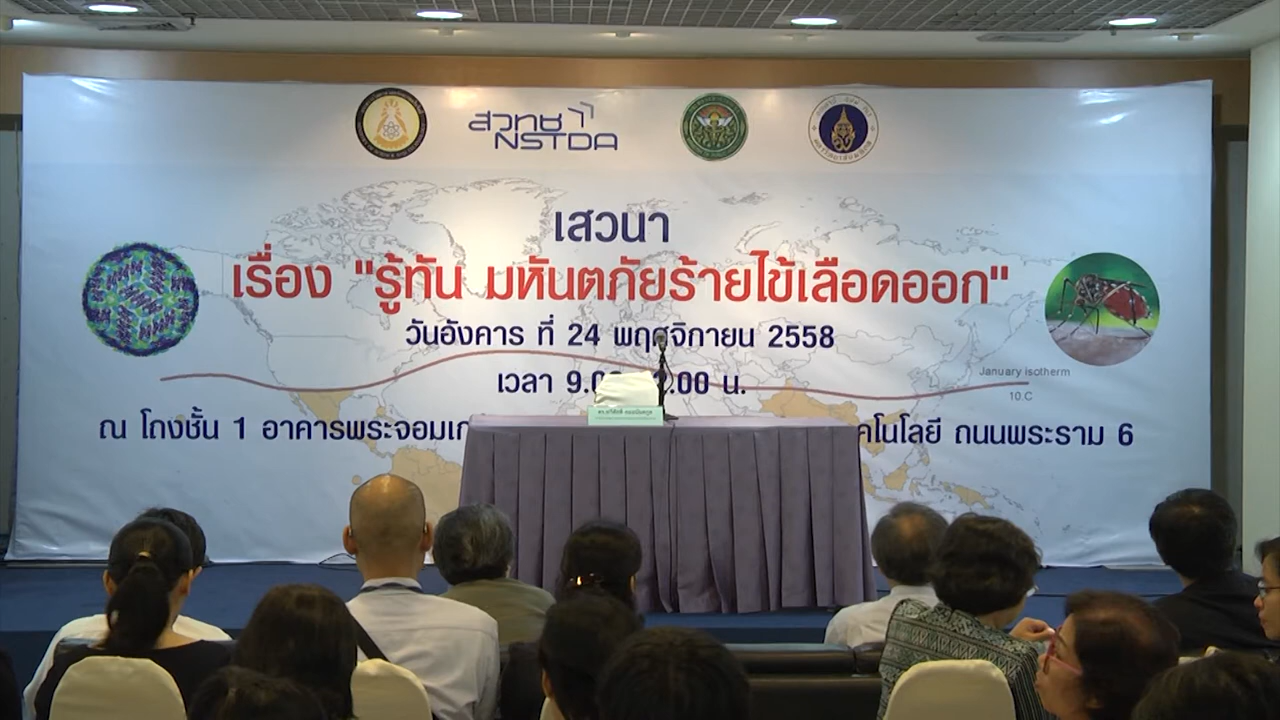 สวทช
NSTDA
เสวนา
เรื่อง "รู้ทัน มหันตภัยร้ายไข้เลือดออก"
วันอังคาร ที่ 24 พฤศจิกายน 2558
เวลา 9.0 .00 น.
January isotherm
10.C
ณ โถงชั้น 1 อาคารพระจอมเก คโนโลยี ถนนพระราม 6